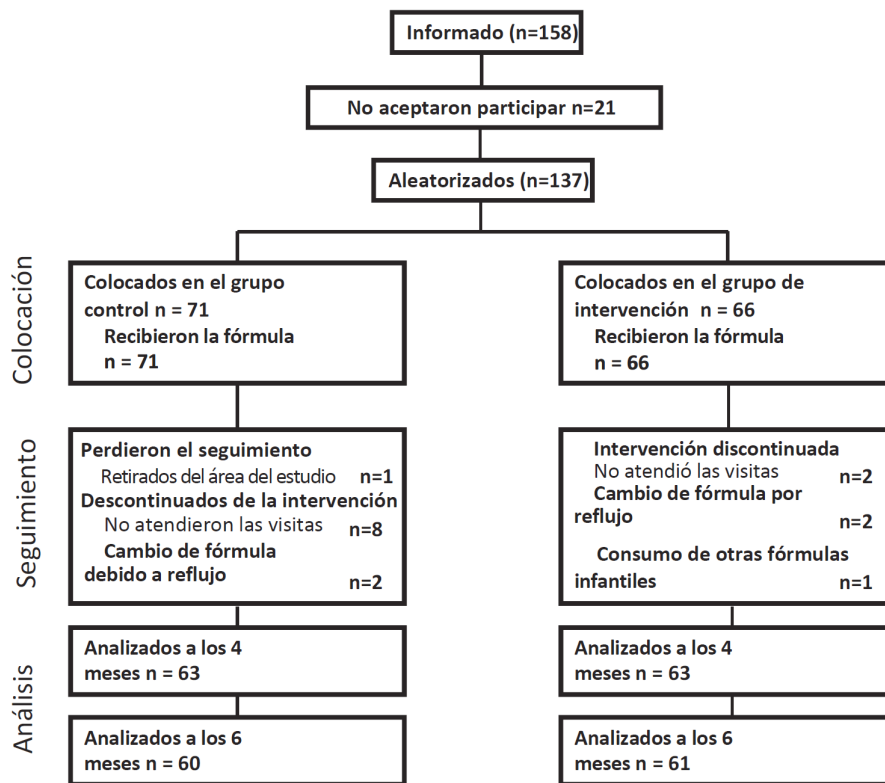 Informado (n=158)
No aceptaron participar n=21
Aleatorizados (n=137)
Colocación
Colocados en el grupo
control n = 71
Recibieron la fórmula
n = 71
Colocados en el grupo de
intervención n = 66
Recibieron la fórmula
n = 66
Seguimiento
Perdieron el seguimiento
Retirados del área del estudio n=1
Descontinuados de la intervención
No atendieron las visitas n=8
Cambio de fórmula
debido a reflujo n=2
Intervención discontinuada
No atendió las visitas n=2
Cambio de fórmula por
reflujo n=2
Consumo de otras fórmulas
infantiles n=1
Análisis
Analizados a los 4
meses n = 63
Analizados a los 4
meses n = 63
Analizados a los 6
meses n = 60
Analizados a los 6
meses n = 61